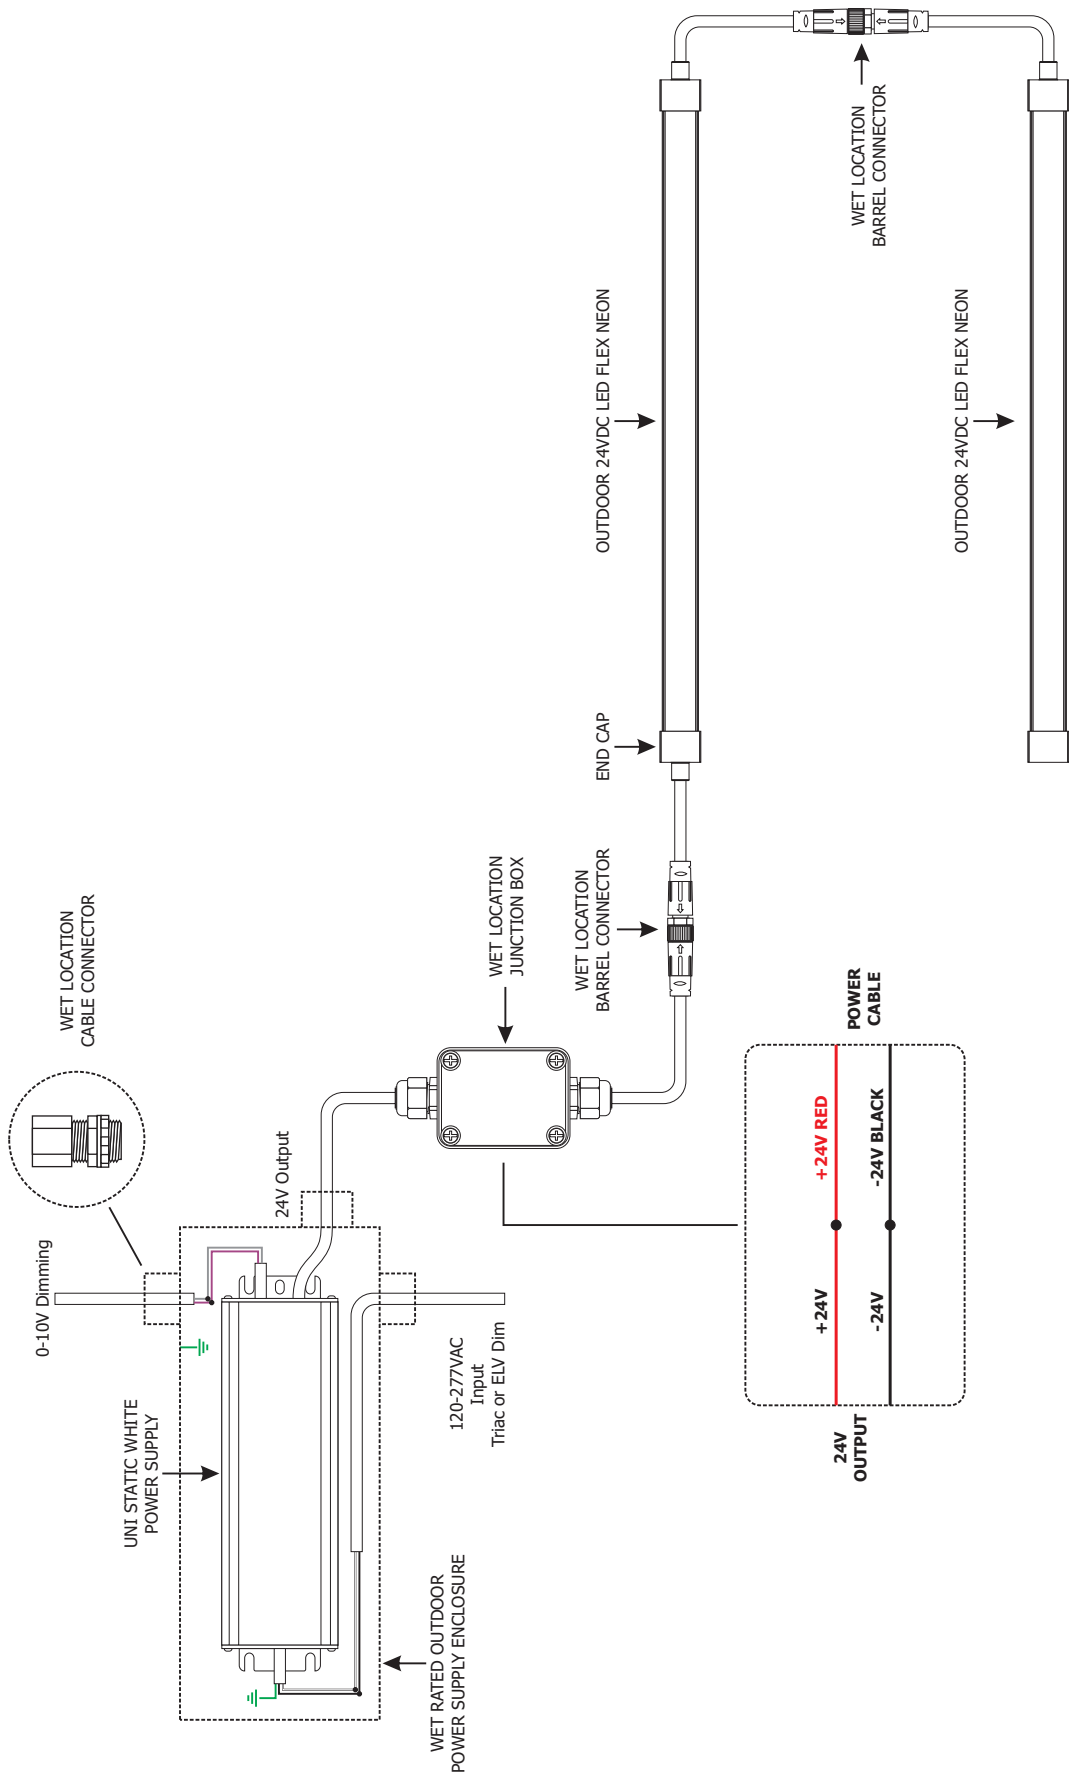 WET LOCATION
CABLE CONNECTOR
0-10V Dimming
UNI STATIC WHITE
POWER SUPPLY
WET RATED OUTDOOR
POWER SUPPLY ENCLOSURE
120-277VAC
Input
Triac or ELV Dim
24V Output
WET LOCATION
JUNCTION BOX
WET LOCATION
BARREL CONNECTOR
END CAP
OUTDOOR 24VDC LED FLEX NEON
WET LOCATION
BARREL CONNECTOR
OUTDOOR 24VDC LED FLEX NEON
24V
OUTPUT
+24V
-24V
+24V RED
-24V BLACK
POWER
CABLE